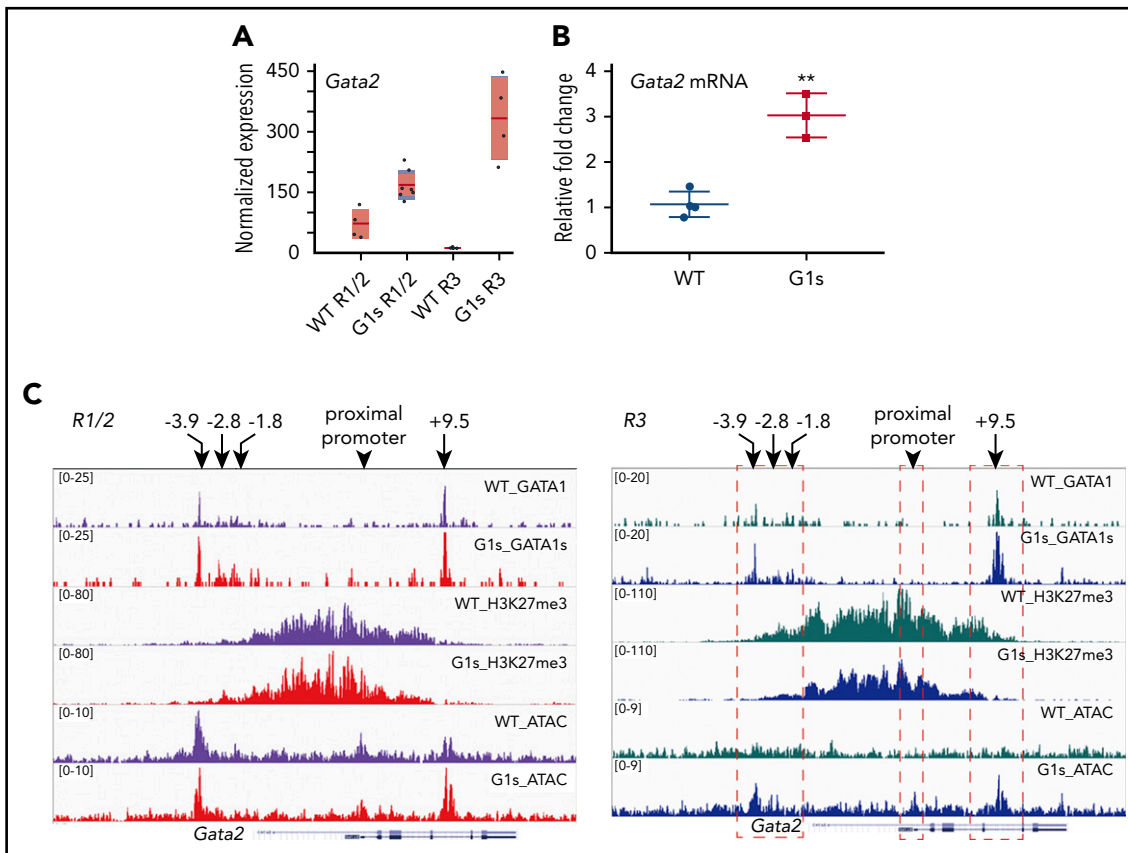 A
Gata2
Normalized expression
450
300
150
0
WT R1/2
G1s R1/2
WT R3
G1s R3
B
Gata2 mRNA
**
Relative fold change
4
3
2
1
0
WT
G1s
C
R1/2
-3.9
-2.8
-1.8
proximal
promoter
+9.5
[0-25]
WT_GATA1
[0-25]
G1s_GATA1s
[0-80]
WT_H3K27me3
[0-80]
G1s_H3K27me3
[0-10]
WT_ATAC
[0-10]
G1s_ATAC
Gata2
R3
-3.9
-2.8
-1.8
proximal
promoter
+9.5
[0-20]
WT_GATA1
[0-20]
G1s_GATA1s
[0-110]
WT_H3K27me3
[0-110]
G1s_H3K27me3
[0-9]
WT_ATAC
[0-9]
G1s_ATAC
Gata2